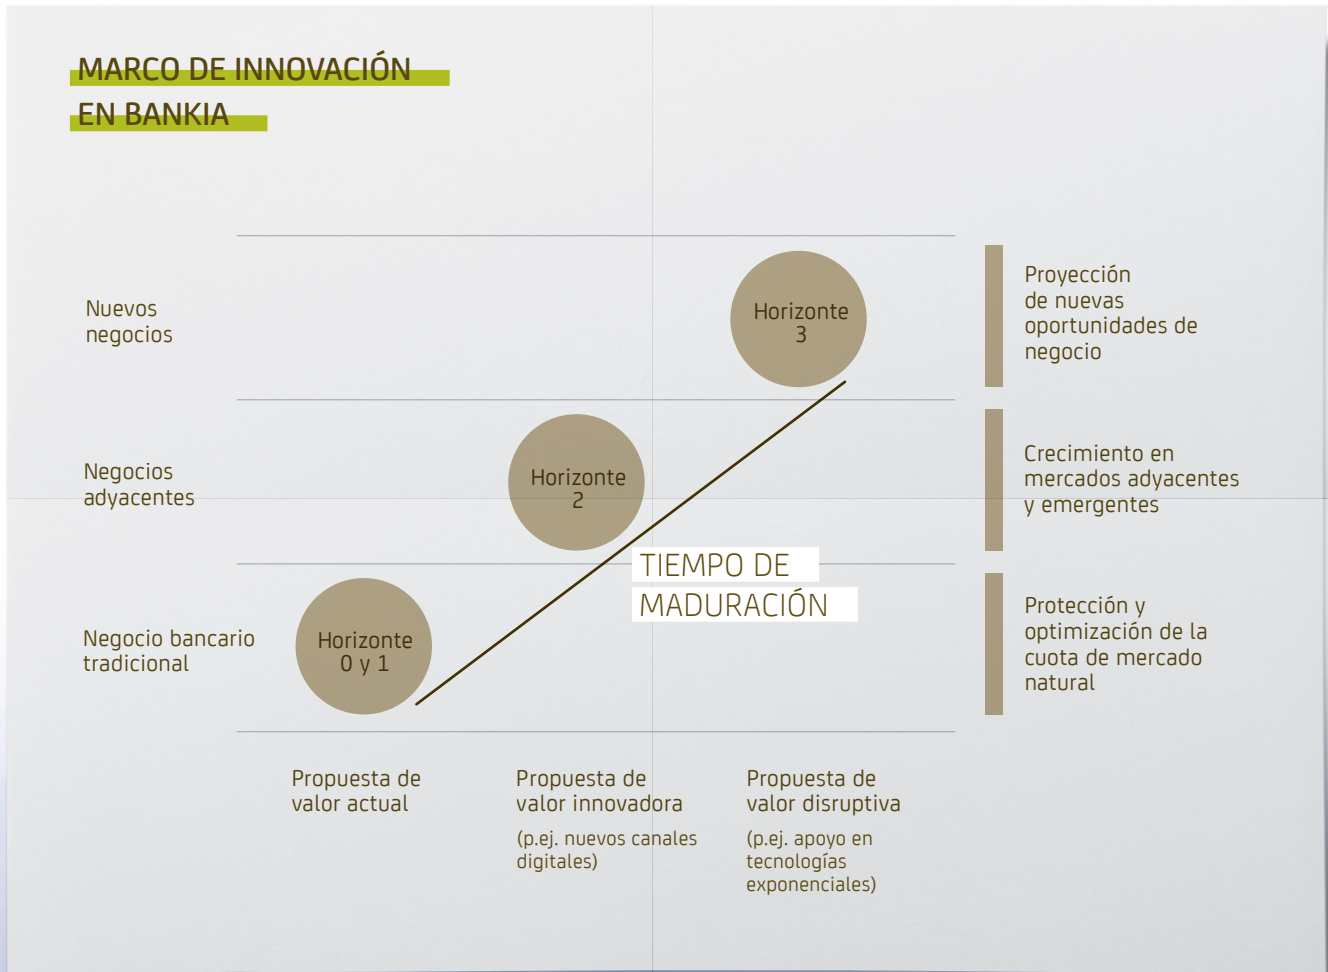 MARCO DE INNOVACIÓN
EN BANKIA
Nuevos
negocios
Horizonte
3
Proyección
de nuevas
oportunidades de
negocio
Negocios
adyacentes
Horizonte
2
Crecimiento en
mercados adyacentes
y emergentes
TIEMPO DE
MADURACIÓN
Negocio bancario
tradicional
Horizonte
0 y 1
Protección y
optimización de la
cuota de mercado
natural
Propuesta de
valor actual
Propuesta de
valor innovadora
(p.ej. nuevos canales
digitales)
Propuesta de
valor disruptiva
(p.ej. apoyo en
tecnologías
exponenciales)